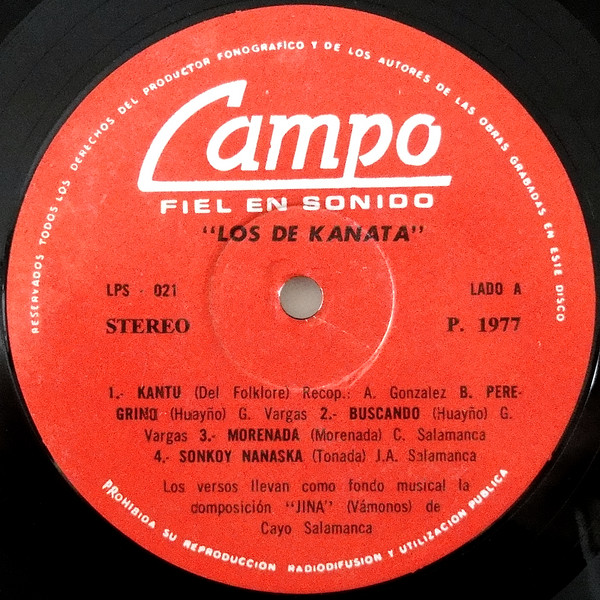 RESERVADOS TODOS LOS DERECHOS DEL PRODUCTOR FONOGRAFICO Y DE LOS AUTORES DE LAS OBRAS GRABADAS EN ESTE DISCO
Campo
FIEL EN SONIDO
"LOS DE KANATA"
LPS - 021
LADO A
STEREO
P. 1977
1.- KANTU (Del Folklore) Recop.: A. Gonzalez B. PERE-
GRINO (Huayño) G. Vargas 2.- BUSCANDO (Huayño) G.
Vargas 3.- MORENADA (Morenada) C. Salamanca
4.- SONKOY NANASKA (Tonada) J.A. Salamanca
Los versos llevan como fondo musical la
composición "JINA" (Vámonos) de
Cayo Salamanca
PROHIBIDA SU REPRODUCCIÓN RADIODIFUSION Y UTILIZACION PUBLICA